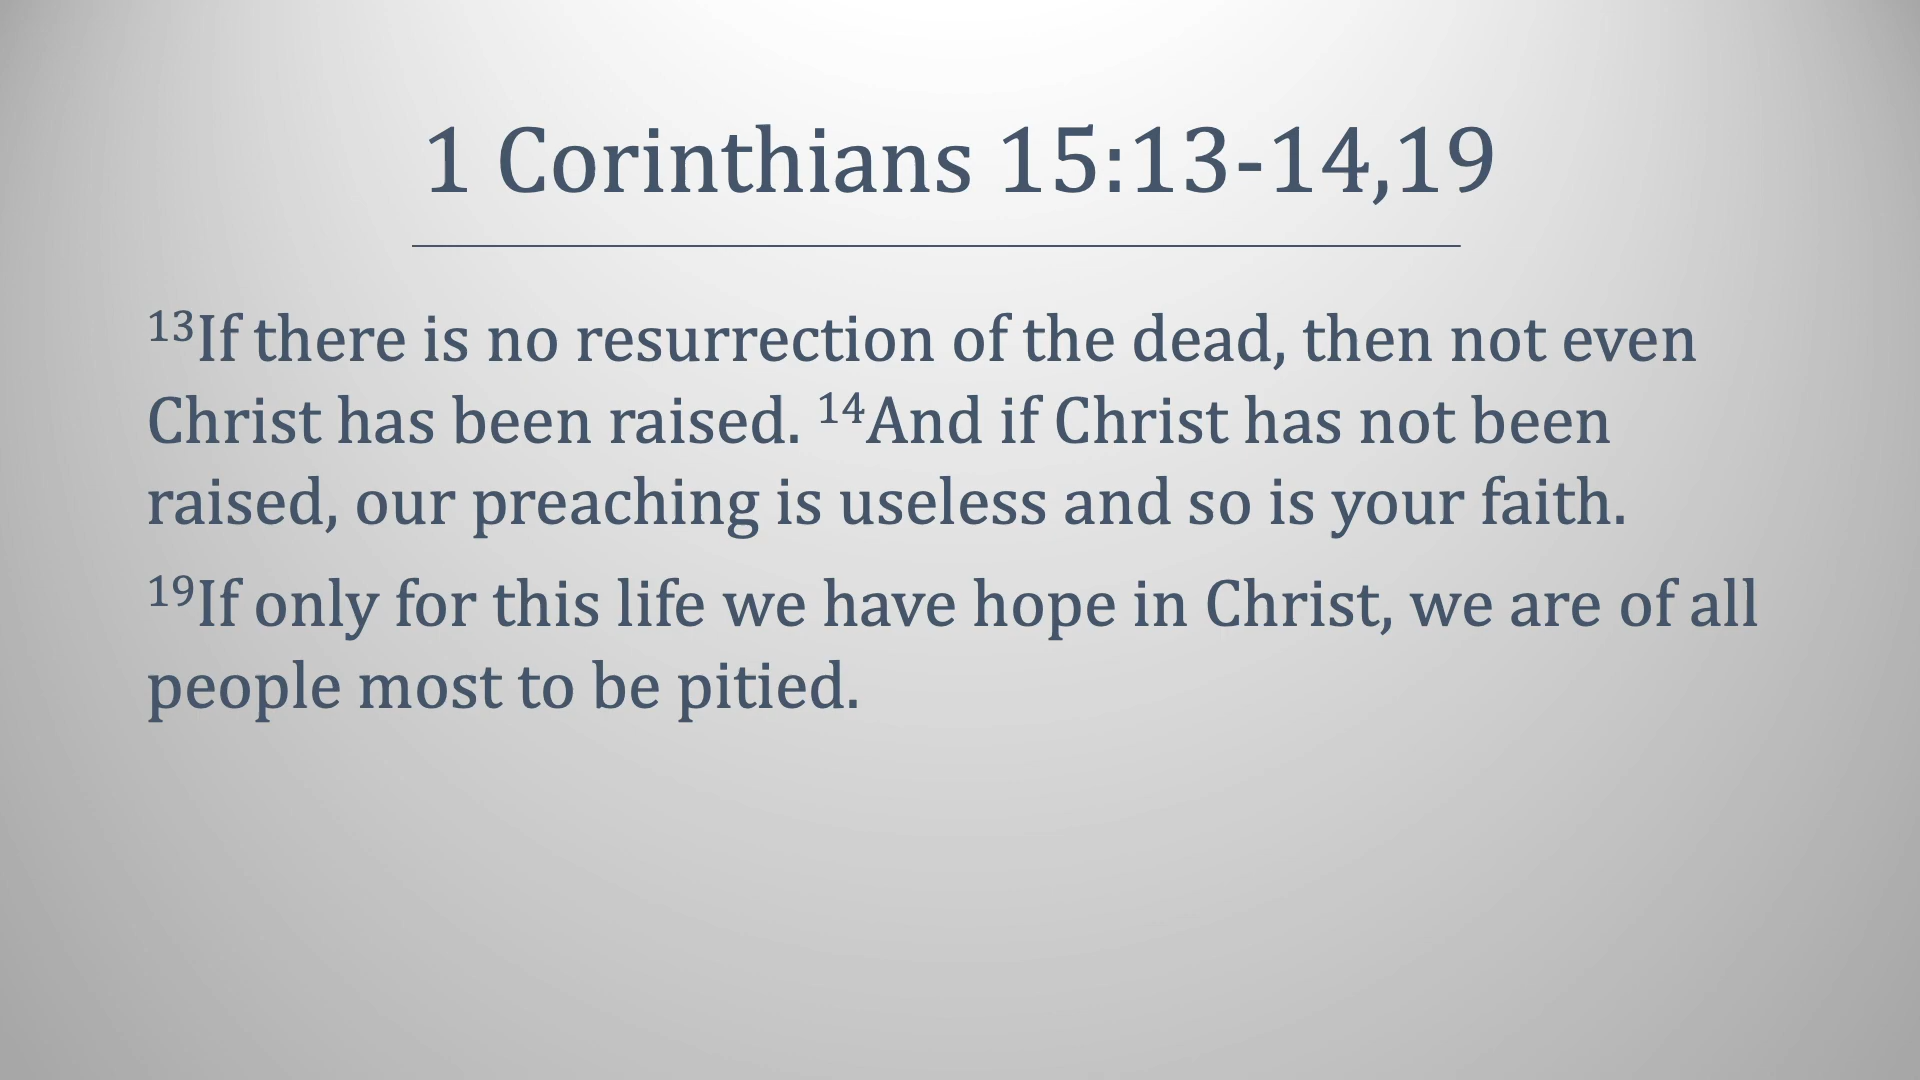 1 Corinthians 15:13-14,19
¹³If there is no resurrection of the dead, then not even
Christ has been raised. ¹⁴And if Christ has not been
raised, our preaching is useless and so is your faith.
¹⁹If only for this life we have hope in Christ, we are of all
people most to be pitied.